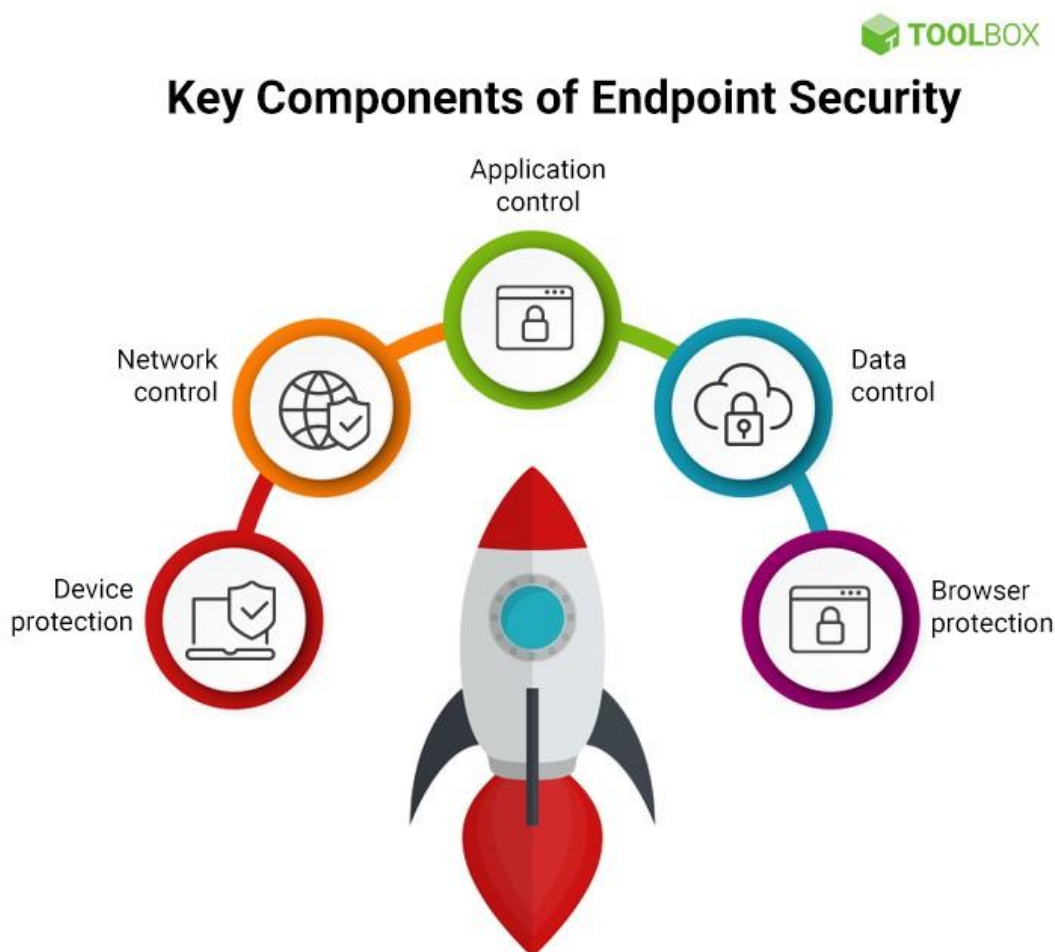 TOOLBOX
Key Components of Endpoint Security
Application
control
Network
control
Data
control
Device
protection
Browser
protection